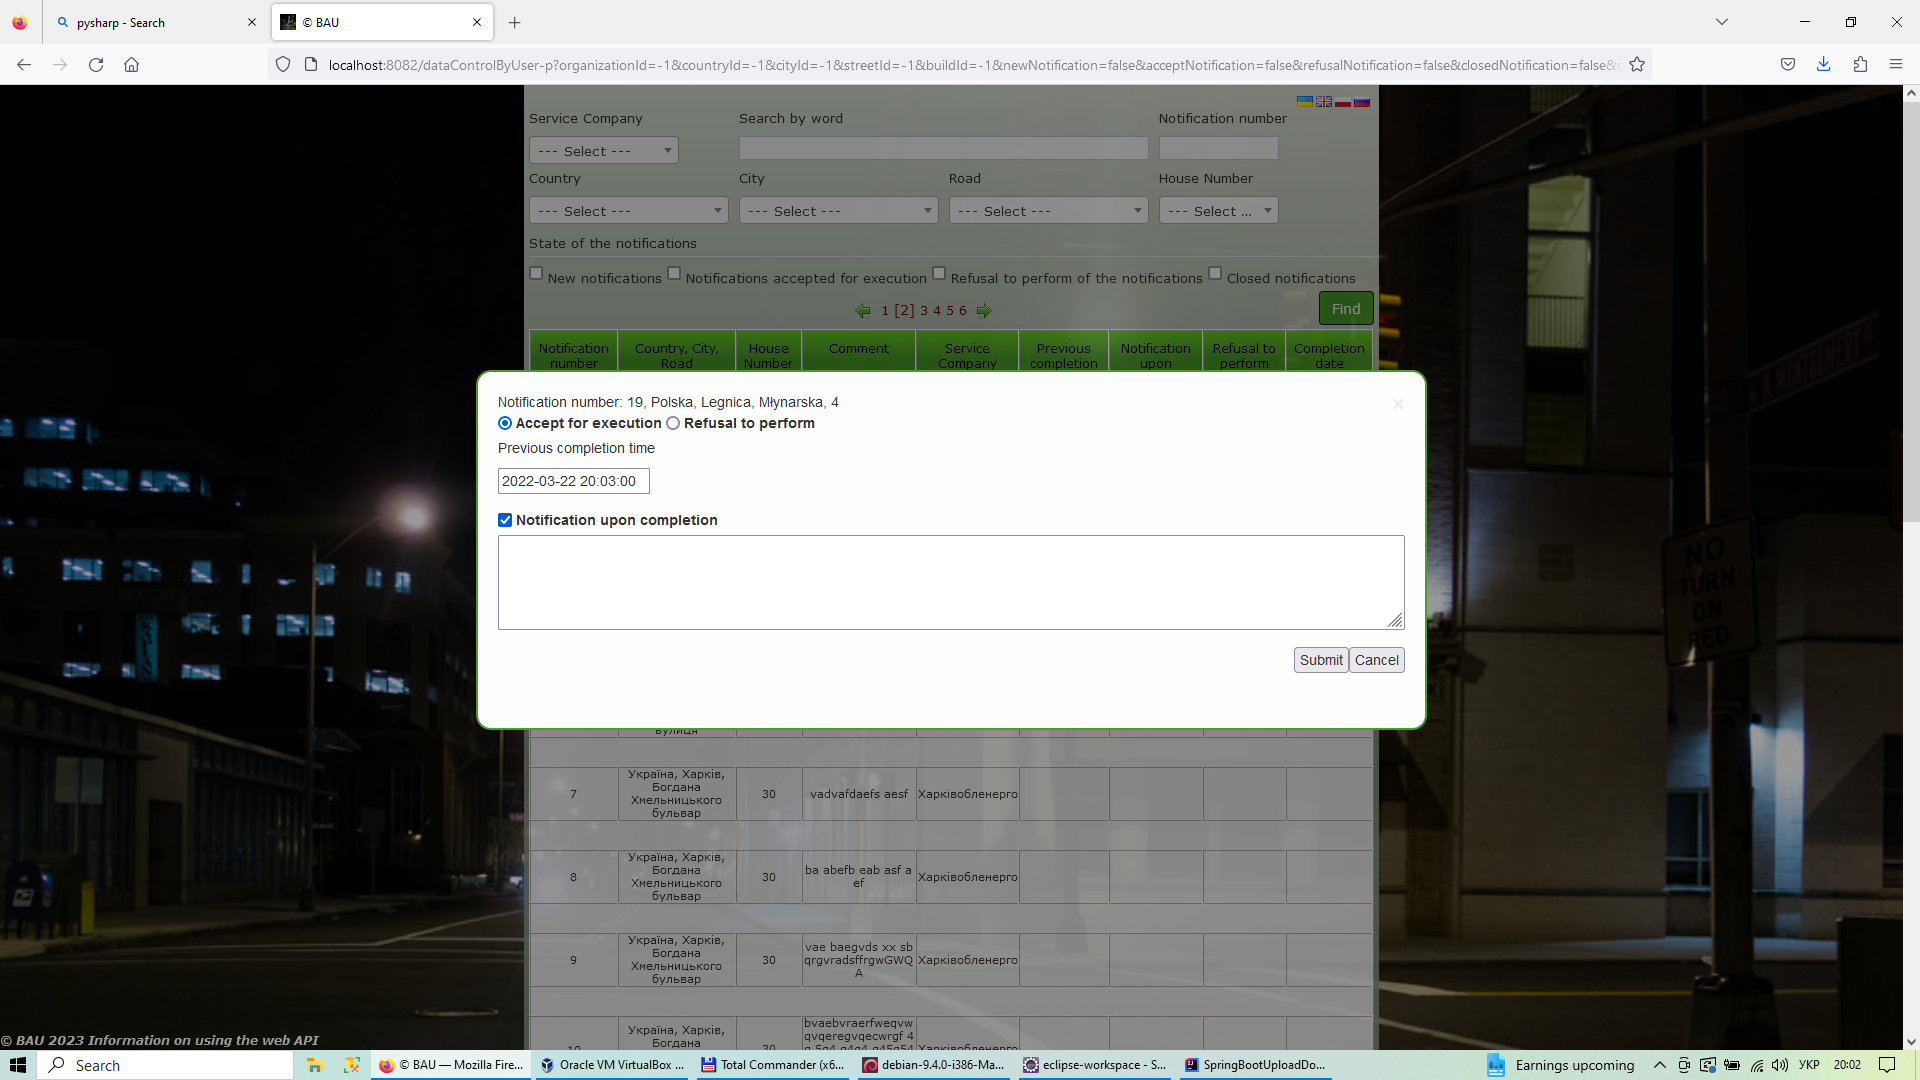 pysharp - Search
© BAU
localhost:8082/dataControlByUser-p?organizationId=-1&countryId=-1&cityId=-1&streetId=-1&buildId=-1&newNotification=false&acceptNotification=false&refusalNotification=false&closedNotification=false&
Service Company
Search by word
Notification number
--- Select ---
Country
City
Road
House Number
--- Select ---
--- Select ---
--- Select ---
--- Select ...
State of the notifications
New notifications
Notifications accepted for execution
Refusal to perform of the notifications
Closed notifications
1 [2] 3 4 5 6
Find
Notification number
Country, City, Road
House Number
Comment
Service Company
Previous completion
Notification upon
Refusal to perform
Completion date
Notification number: 19, Polska, Legnica, Młynarska, 4
Accept for execution
Refusal to perform
Previous completion time
2022-03-22 20:03:00
Notification upon completion
Submit
Cancel
вулиця
7
Україна, Харків, Богдана Хмельницького бульвар
30
vadvafdaefs aesf
Харківобленерго
8
Україна, Харків, Богдана Хмельницького бульвар
30
ba abefb eab asf a ef
Харківобленерго
9
Україна, Харків, Богдана Хмельницького бульвар
30
vae baegvds xx sb qrgvradsffrgwGWQ A
Харківобленерго
10
Україна, Харків, Богдана
30
bvaebvraerfweqvw qvqeregvqecwrgf 4
Харківобленерго
NO
TURN
ON
RED
© BAU 2023 Information on using the web API
Search
© BAU — Mozilla Fire...
Oracle VM VirtualBox ...
Total Commander (x6...
debian-9.4.0-i386-Ma...
eclipse-workspace - S...
SpringBootUploadDo...
Earnings upcoming
УКР
20:02